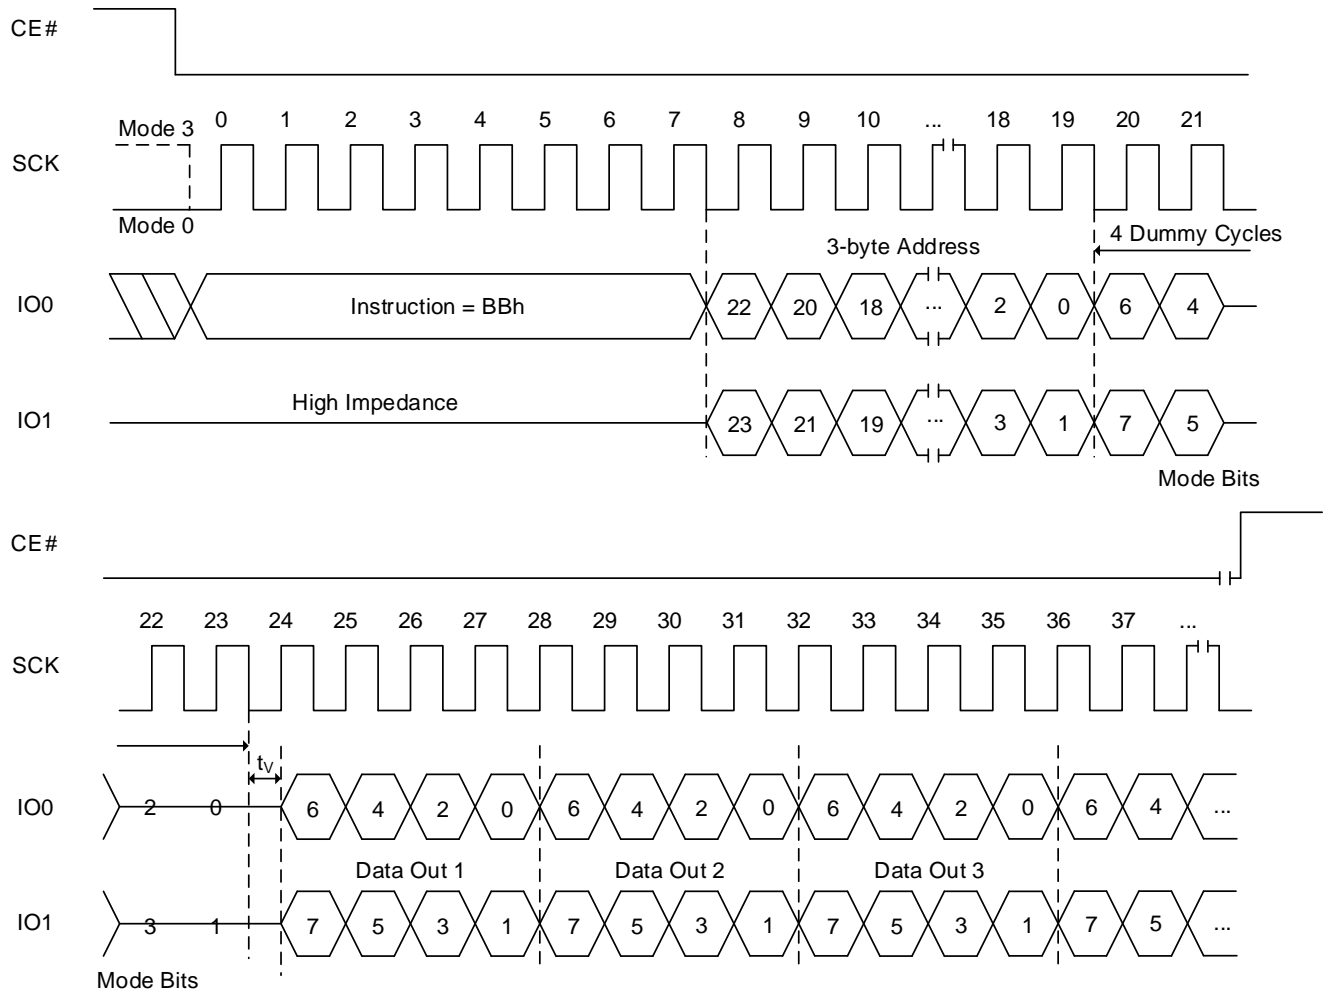 CE#
0 1 2 3 4 5 6 7 8 9 10 ... 18 19 20 21
Mode 3
SCK
Mode 0
3-byte Address
4 Dummy Cycles
IO0
Instruction = BBh
22 20 18 ... 2 0 6 4
High Impedance
IO1
23 21 19 ... 3 1 7 5
Mode Bits
CE#
22 23 24 25 26 27 28 29 30 31 32 33 34 35 36 37 ...
SCK
tV
IO0
2 0 6 4 2 0 6 4 2 0 6 4 2 0 6 4 ...
Data Out 1 Data Out 2 Data Out 3
IO1
3 1 7 5 3 1 7 5 3 1 7 5 3 1 7 5 ...
Mode Bits